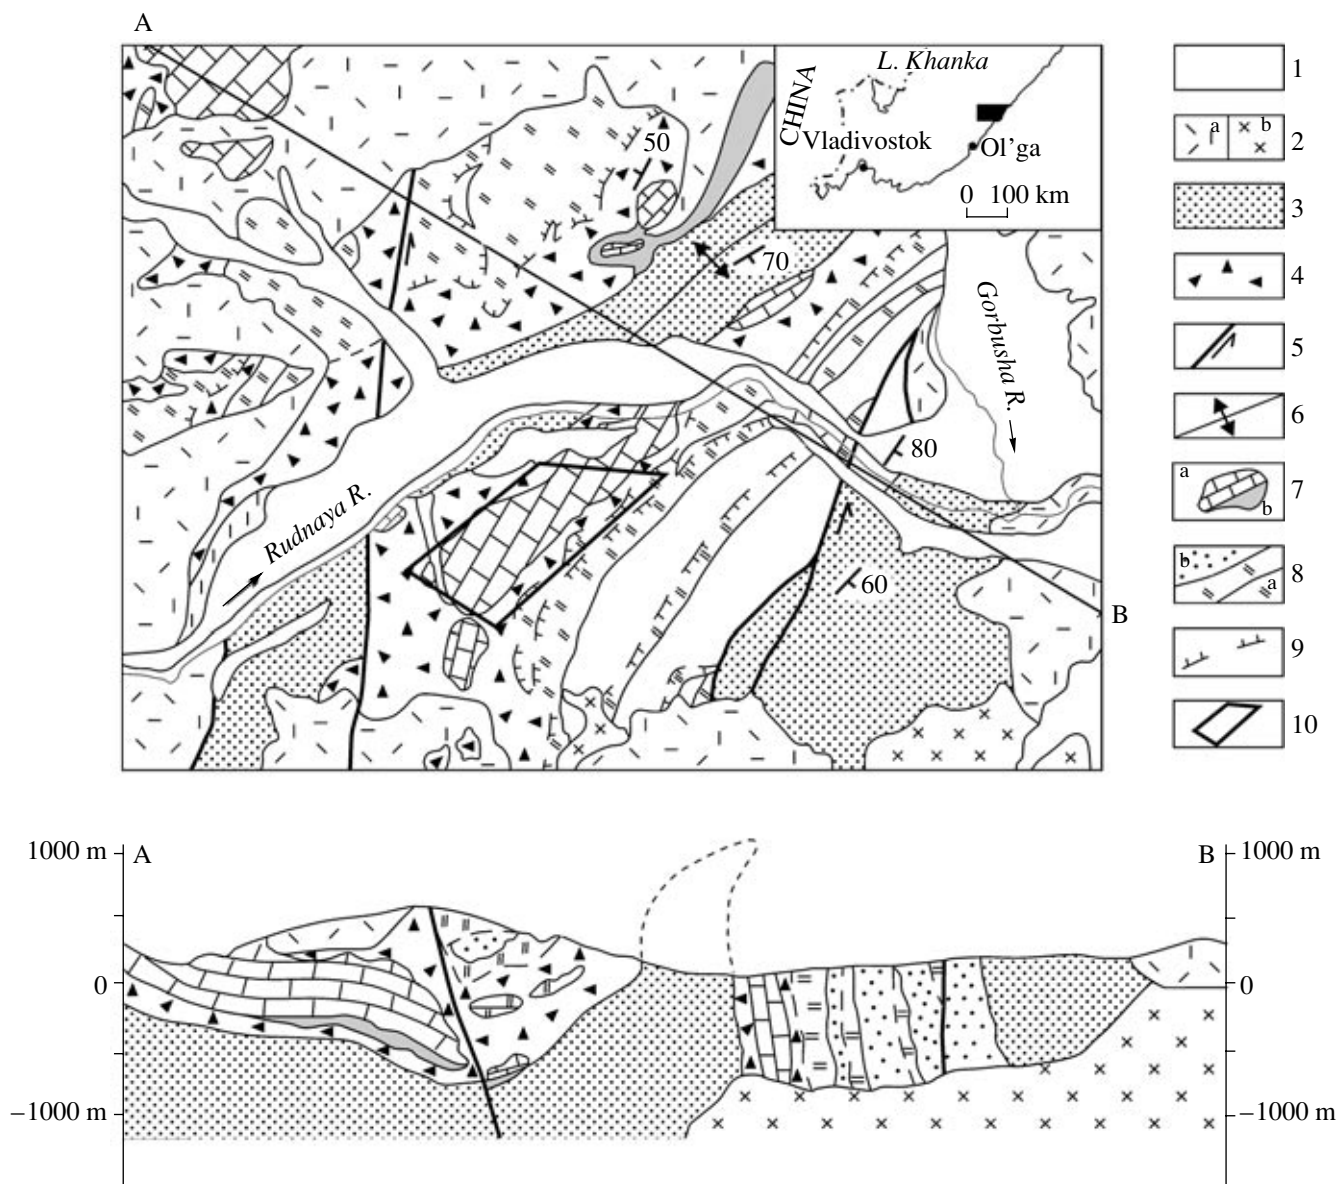 A
L. Khanka
CHINA
Vladivostok
Ol’ga
0 100 km
50
70
Gorbusha R.
80
Rudnaya R.
60
B
1
a b 2
3
4
5
6
a b 7
b a 8
9
10
1000 m A B 1000 m
0 0
−1000 m −1000 m